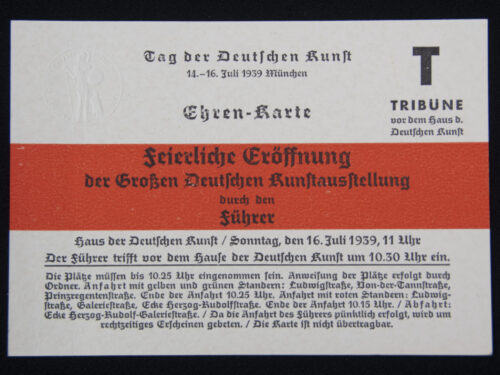 Tag der Deutschen Kunst
14.-16. Juli 1939 München
Ehren-Karte
T
TRIBÜNE
vor dem Haus d.
Deutschen Kunst
Feierliche Eröffnung
der Großen Deutschen Kunstausstellung
durch den
Führer
Haus der Deutschen Kunst / Sonntag, den 16. Juli 1939, 11 Uhr
Der Führer trifft vor dem Hause der Deutschen Kunst um 10.30 Uhr ein.
Die Plätze müssen bis 10.25 Uhr eingenommen sein. Anweisung der Plätze erfolgt durch
Ordner. Anfahrt mit gelben und grünen Standern: Ludwigstraße, Von-der-Tannstraße,
Prinzregentenstraße. Ende der Anfahrt 10.25 Uhr. Anfahrt mit roten Standern: Ludwig-
straße, Galeriestraße, Ecke Herzog-Rudolfstraße. Ende der Anfahrt 10.15 Uhr. / Abfahrt:
Ecke Herzog-Rudolf-Galeriestraße. / Da die Anfahrt des Führers pünktlich erfolgt, wird um
rechtzeitiges Erscheinen gebeten. / Die Karte ist nicht übertragbar.